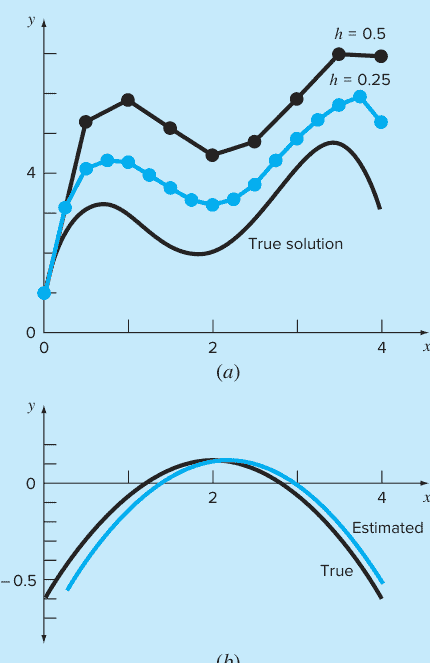 y
h = 0.5
h = 0.25
4
True solution
0
0
2
4
x
(a)
y
0
2
4
x
Estimated
True
– 0.5
(b)